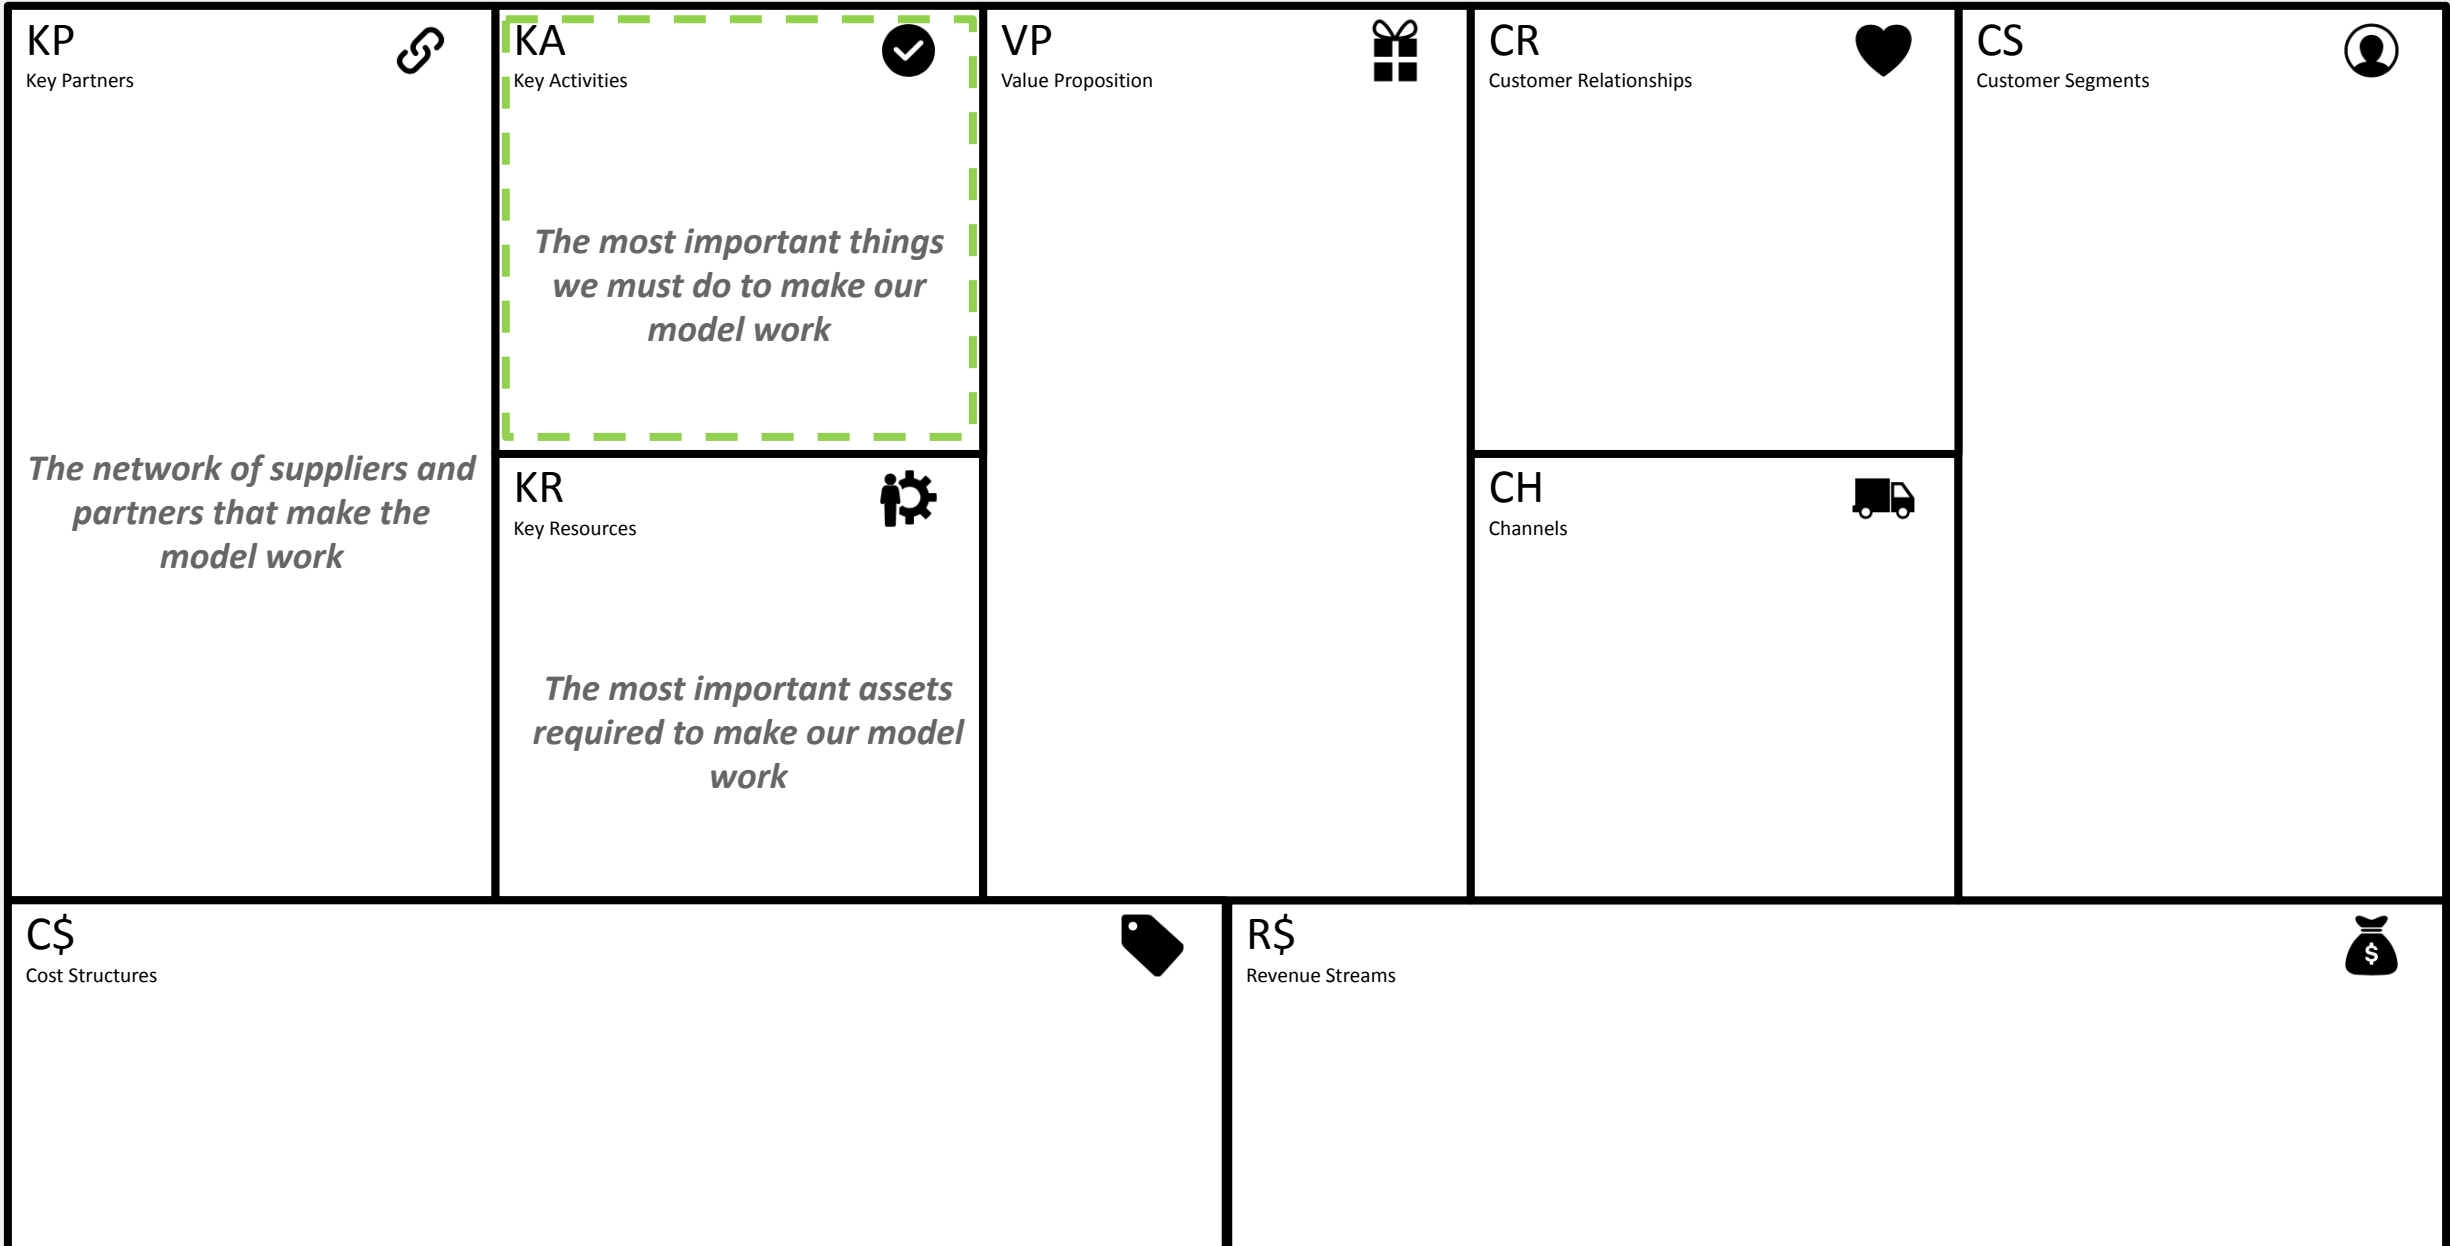 KP
Key Partners
The network of suppliers and
partners that make the
model work
KA
Key Activities
The most important things
we must do to make our
model work
KR
Key Resources
The most important assets
required to make our model
work
VP
Value Proposition
CR
Customer Relationships
CH
Channels
CS
Customer Segments
C$
Cost Structures
R$
Revenue Streams
$